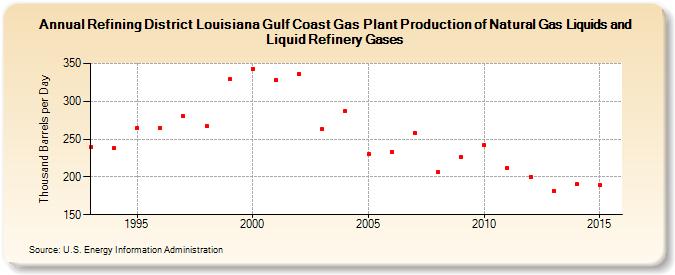 Annual Refining District Louisiana Gulf Coast Gas Plant Production of Natural Gas Liquids and
Liquid Refinery Gases
Thousand Barrels per Day
350
300
250
200
150
1995
2000
2005
2010
2015
Source: U.S. Energy Information Administration